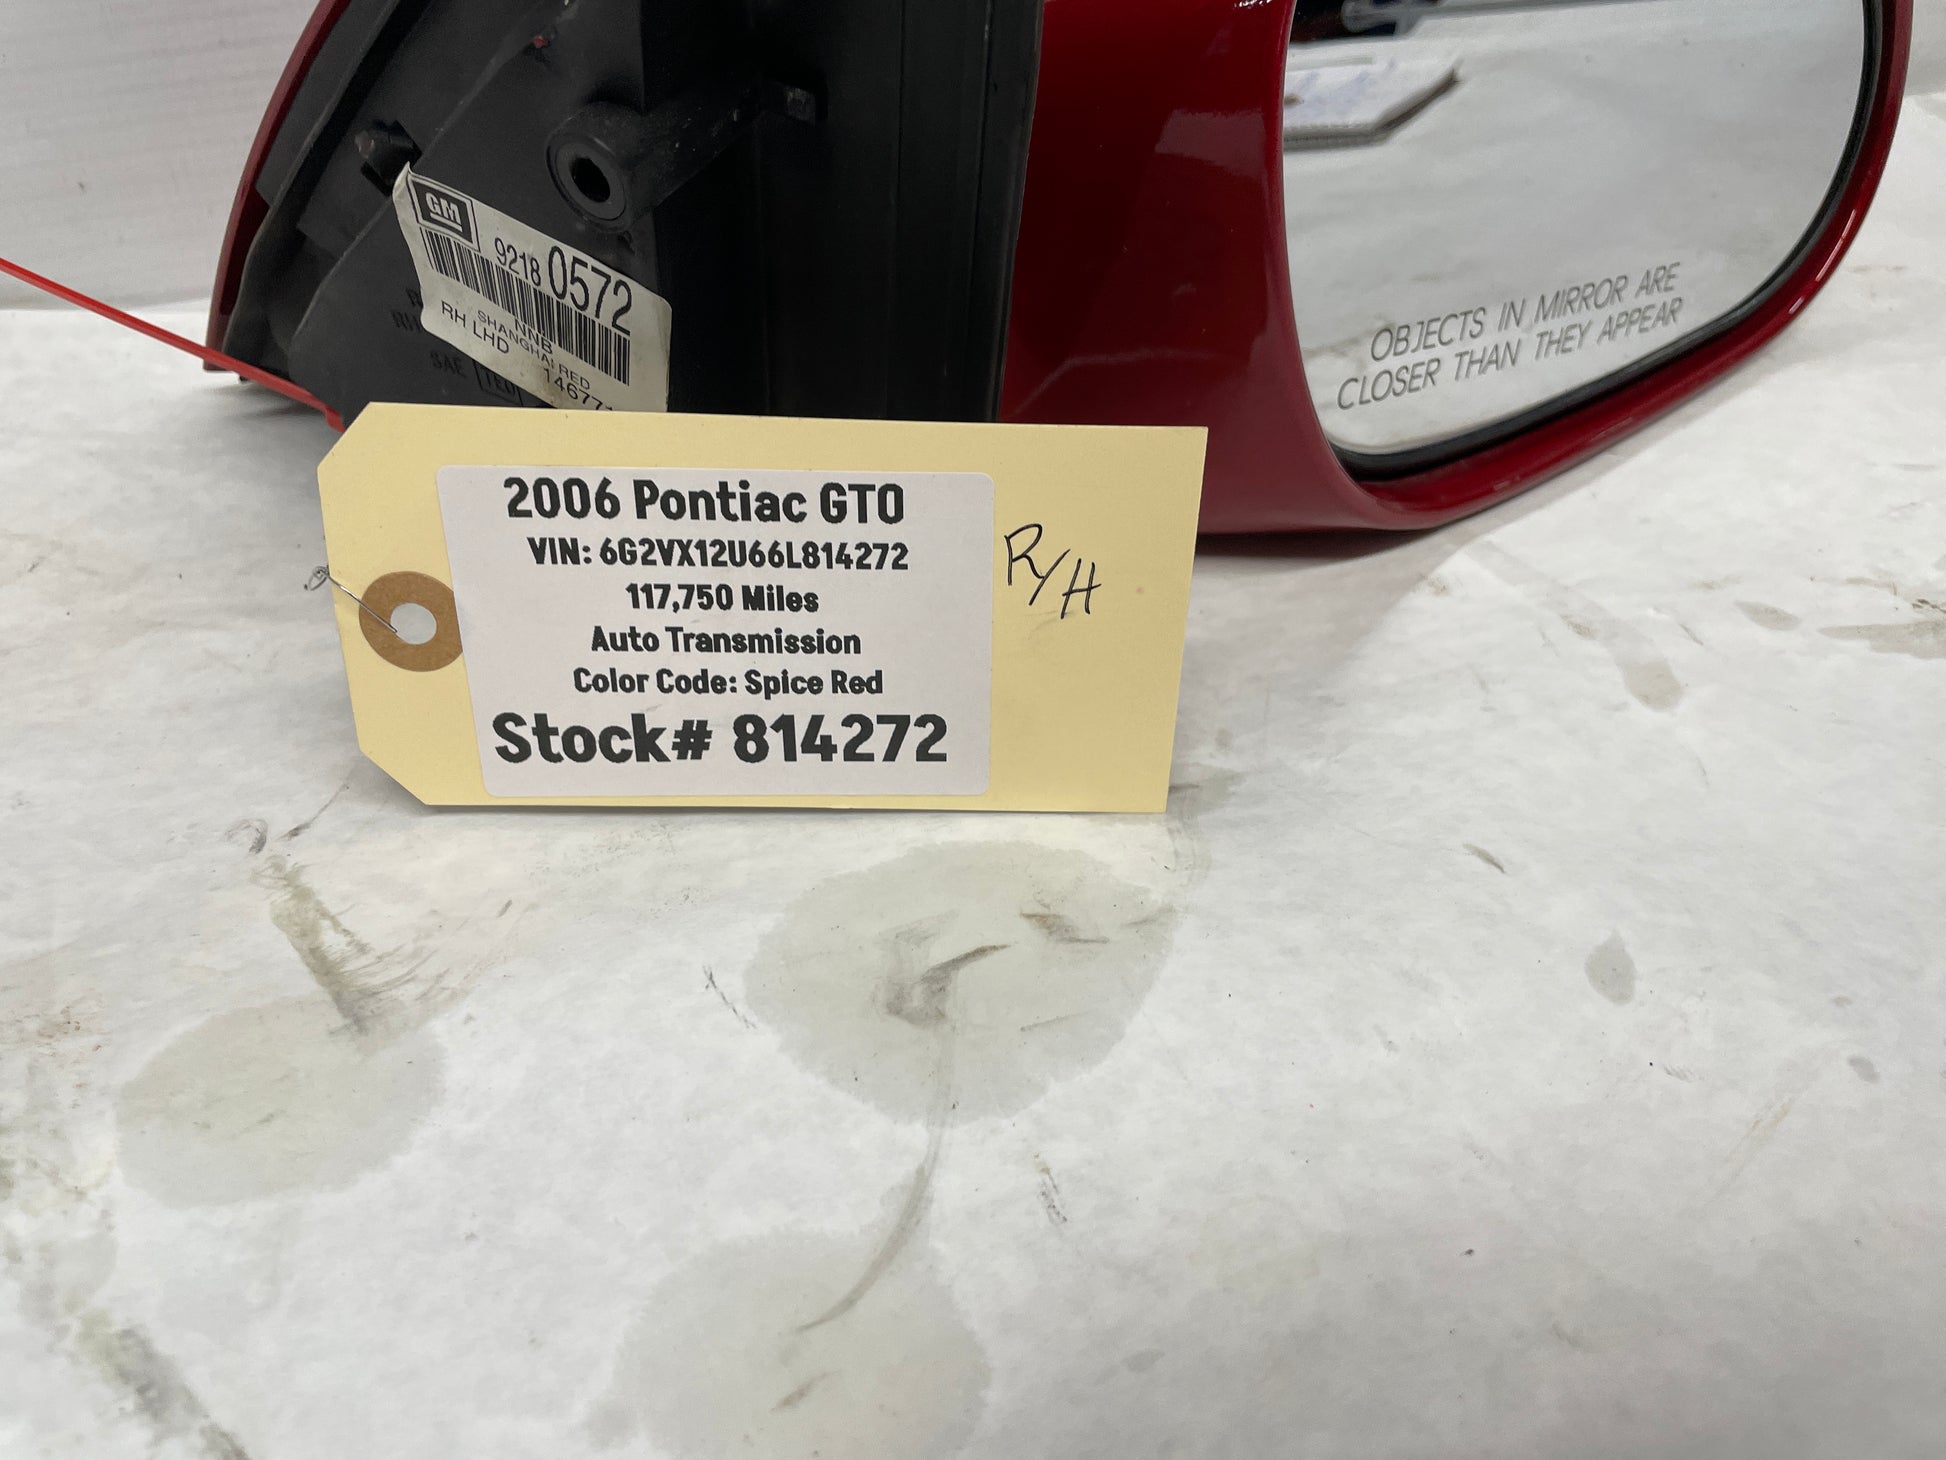 GM
9218 0572
NNB
SHANGHAI RED
RH LHD
SAE
OBJECTS IN MIRROR ARE
CLOSER THAN THEY APPEAR
2006 Pontiac GTO
VIN: 6G2VX12U66L814272
117,750 Miles
Auto Transmission
Color Code: Spice Red
Stock# 814272
R/H